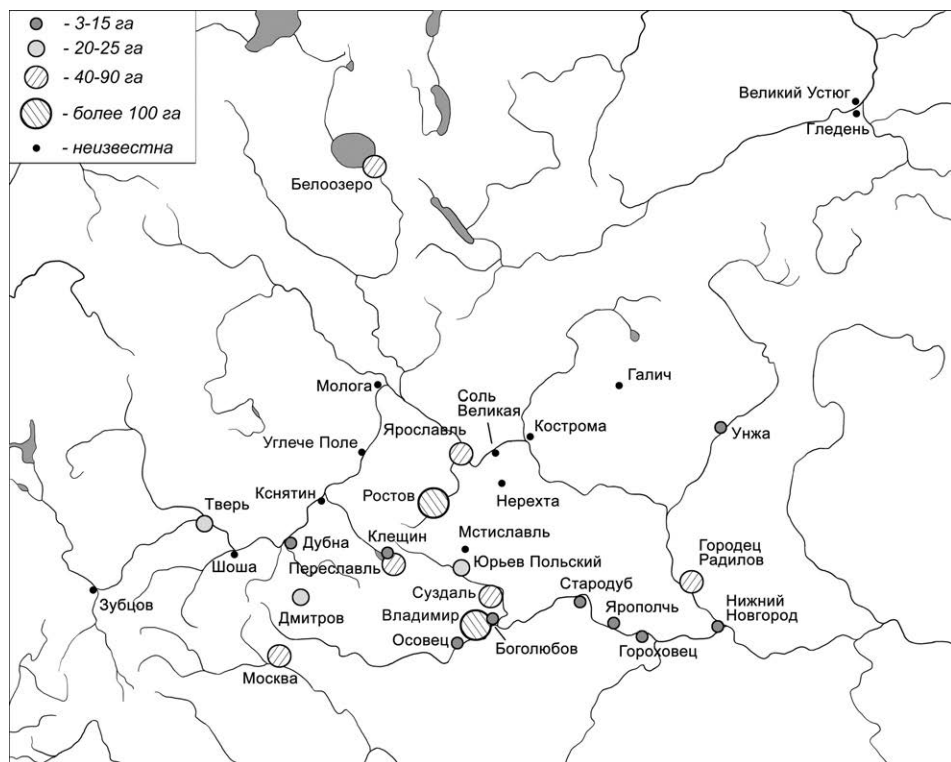 - 3-15 га
- 20-25 га
- 40-90 га
- более 100 га
- неизвестна
Великий Устюг
Гледень
Белоозеро
Молога
Галич
Соль
Великая
Ярославль
Кострома
Унжа
Углече Поле
Кснятин
Ростов
Нерехта
Тверь
Мстиславль
Дубна
Клещин
Переславль
Юрьев Польский
Шоша
Городец
Радилов
Зубцов
Дмитров
Суздаль
Стародуб
Владимир
Ярополчь
Нижний
Новгород
Осовец
Боголюбов
Гороховец
Москва